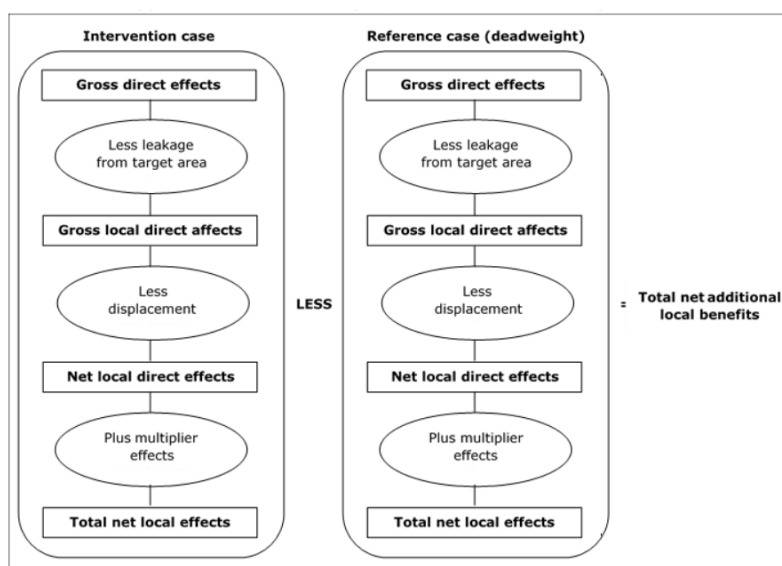 Intervention case
Gross direct effects
Less leakage
from target area
Gross local direct affects
Less
displacement
Net local direct effects
Plus multiplier
effects
Total net local effects
LESS
Reference case (deadweight)
Gross direct effects
Less leakage
from target area
Gross local direct affects
Less
displacement
Net local direct effects
Plus multiplier
effects
Total net local effects
= Total net additional
local benefits